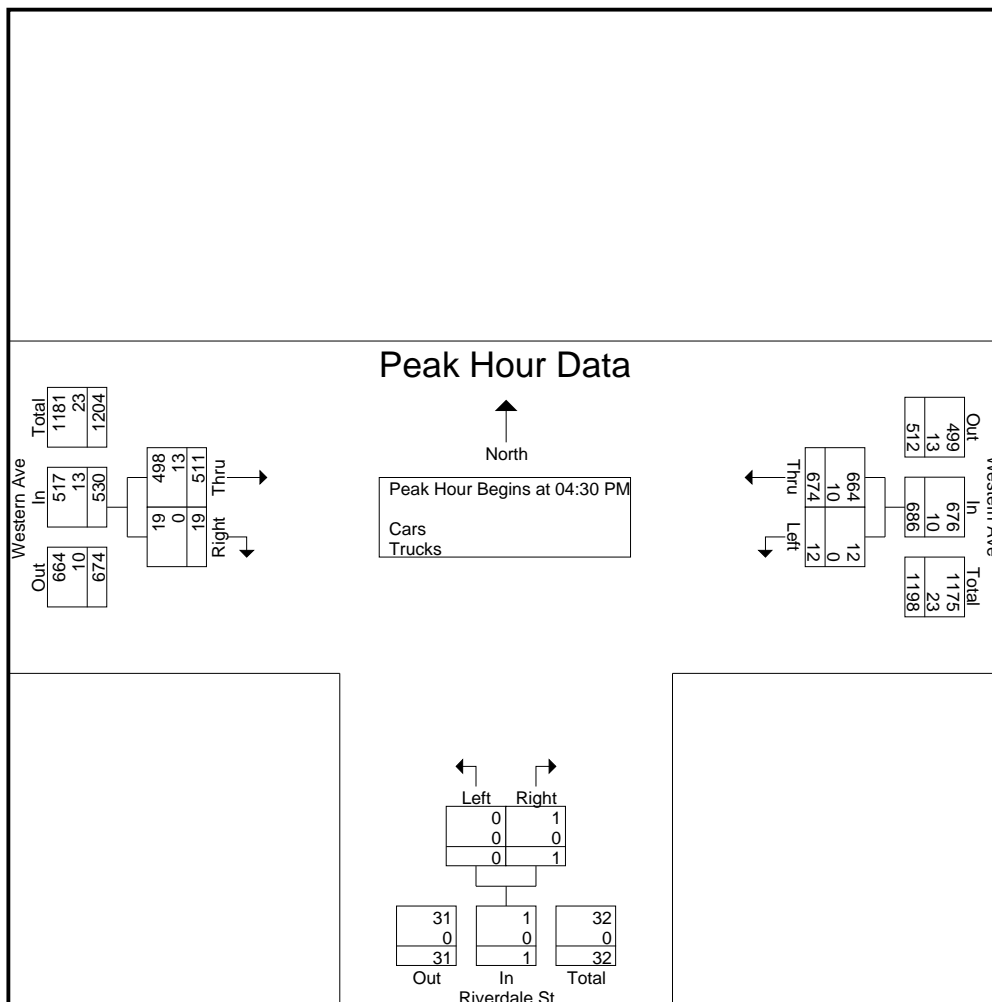 Peak Hour Data
North
Peak Hour Begins at 04:30 PM
Cars
Trucks
Western Ave
Total
1181
23
1204
In
517
13
530
Out
664
10
674
Thru
498
13
511
Right
19
0
19
Western Ave
Out
499
13
512
In
676
10
686
Total
1175
23
1198
Thru
664
10
674
Left
12
0
12
Left Right
0 1
0 0
0 1
31 1 32
0 0 0
31 1 32
Out In Total
Riverdale St